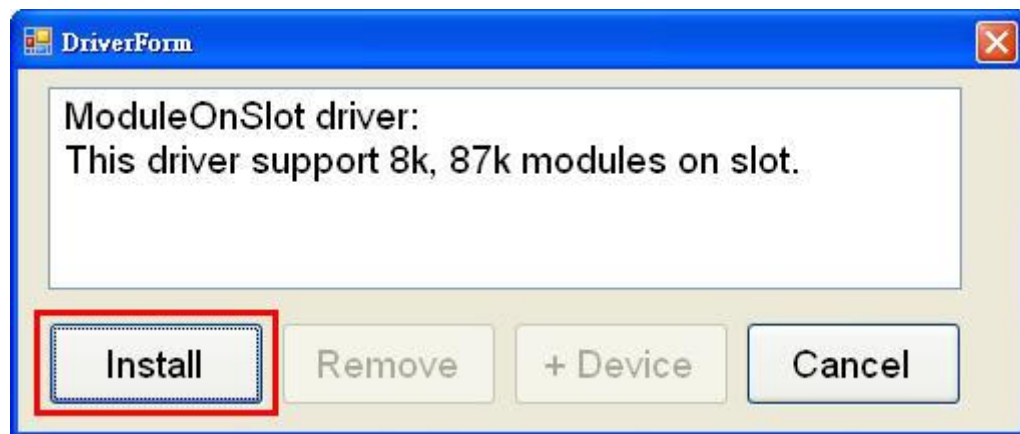 DriverForm
ModuleOnSlot driver:
This driver support 8k, 87k modules on slot.
Install
Remove
+ Device
Cancel